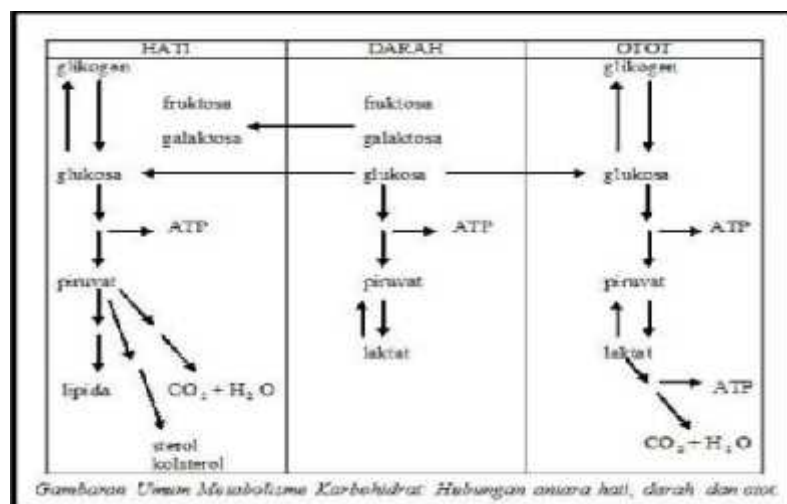 HATI DARAH OTOT
glikogen glikogen
fruktosa fruktosa
galaktosa galaktosa
glukosa glukosa glukosa
ATP ATP ATP
piruvat piruvat piruvat
laktat laktat
lipida CO₂ + H₂O ATP
sterol
kolsterol
CO₂ + H₂O
Gambaran Umum Metabolisme Karbohidrat: Hubungan antara hati, darah dan otot.